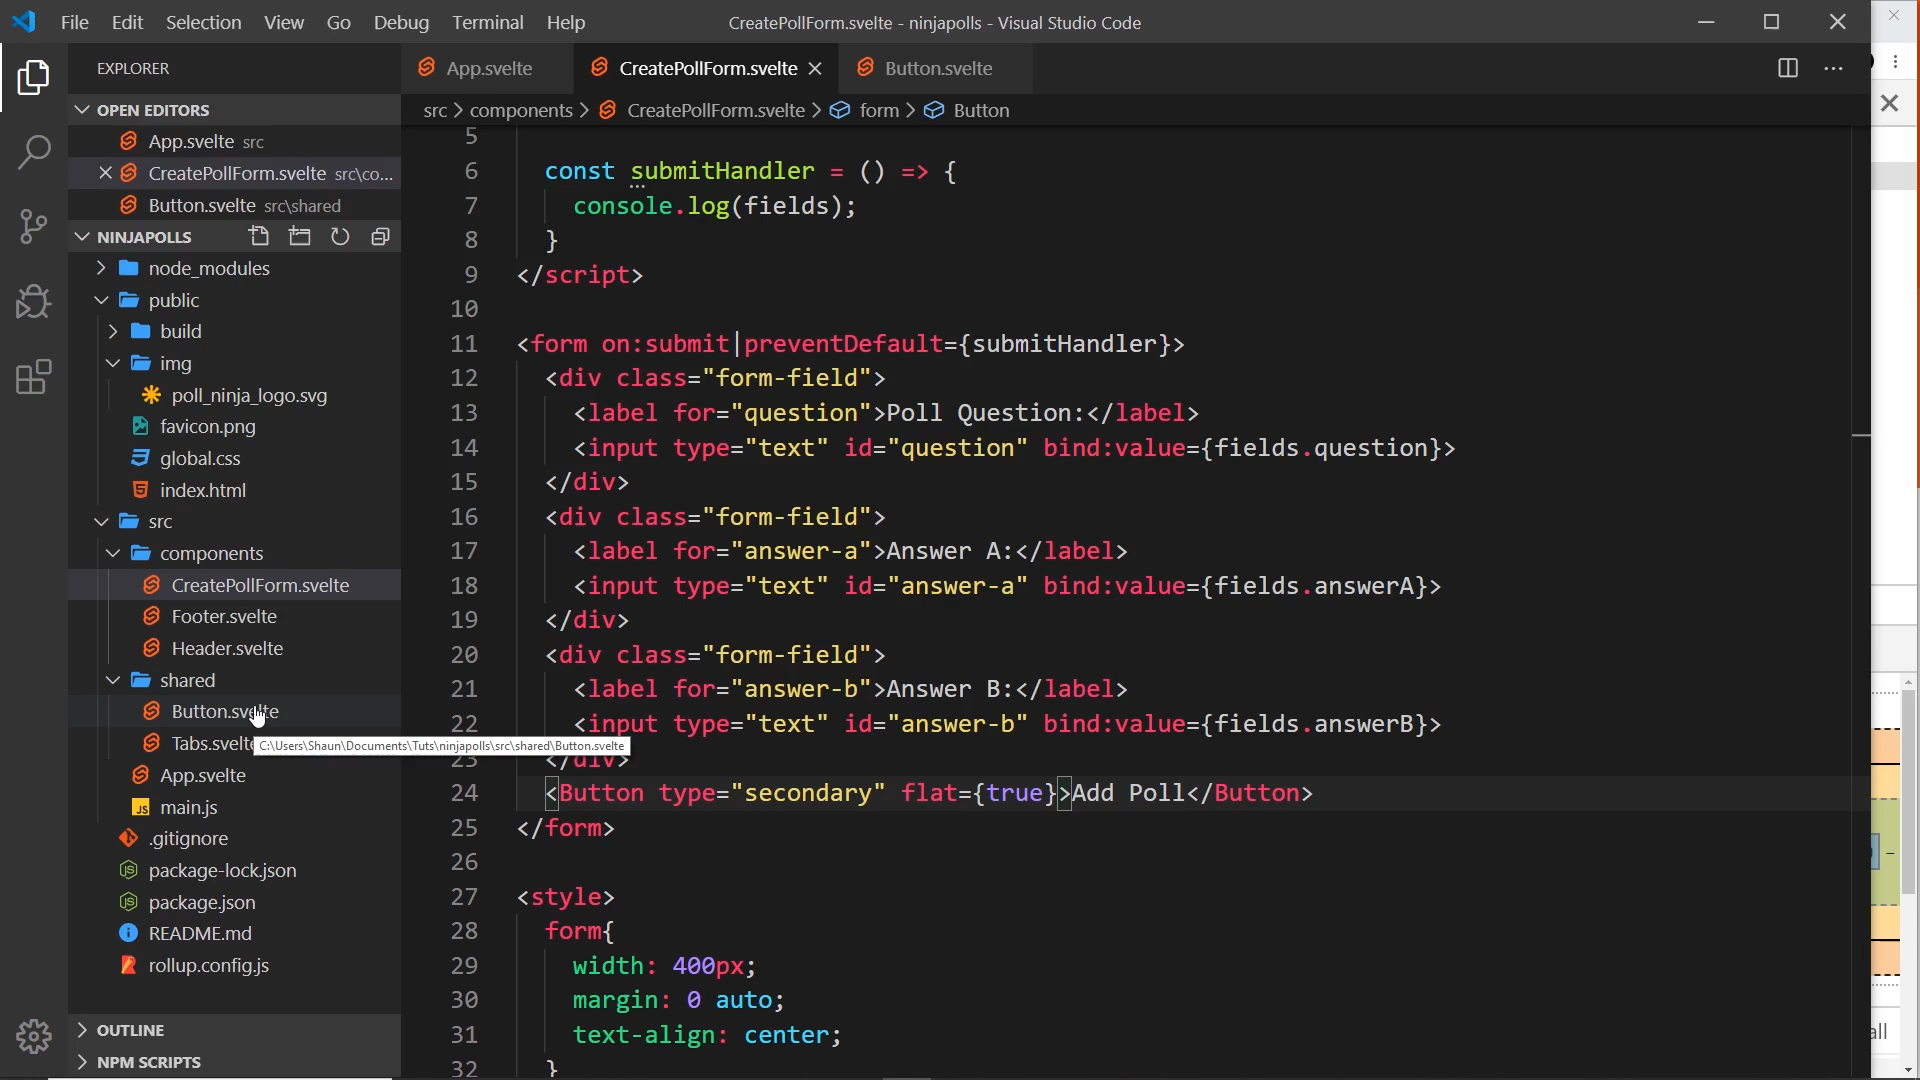 File Edit Selection View Go Debug Terminal Help
CreatePollForm.svelte - ninjapolls - Visual Studio Code
EXPLORER
OPEN EDITORS
App.svelte src
CreatePollForm.svelte src\co...
Button.svelte src\shared
NINJAPOLLS
node_modules
public
build
img
poll_ninja_logo.svg
favicon.png
global.css
index.html
src
components
CreatePollForm.svelte
Footer.svelte
Header.svelte
shared
Button.svelte
Tabs.svelte
C:\Users\Shaun\Documents\Tuts\ninjapolls\src\shared\Button.svelte
App.svelte
JS main.js
.gitignore
package-lock.json
package.json
README.md
rollup.config.js
OUTLINE
NPM SCRIPTS
App.svelte
CreatePollForm.svelte
Button.svelte
src > components > CreatePollForm.svelte > form > Button
5
6 const submitHandler = () => {
7 console.log(fields);
8 }
9 </script>
10
11 <form on:submit|preventDefault={submitHandler}>
12 <div class="form-field">
13 <label for="question">Poll Question:</label>
14 <input type="text" id="question" bind:value={fields.question}>
15 </div>
16 <div class="form-field">
17 <label for="answer-a">Answer A:</label>
18 <input type="text" id="answer-a" bind:value={fields.answerA}>
19 </div>
20 <div class="form-field">
21 <label for="answer-b">Answer B:</label>
22 <input type="text" id="answer-b" bind:value={fields.answerB}>
23 </div>
24 <Button type="secondary" flat={true}>Add Poll</Button>
25 </form>
26
27 <style>
28 form{
29 width: 400px;
30 margin: 0 auto;
31 text-align: center;
32 }